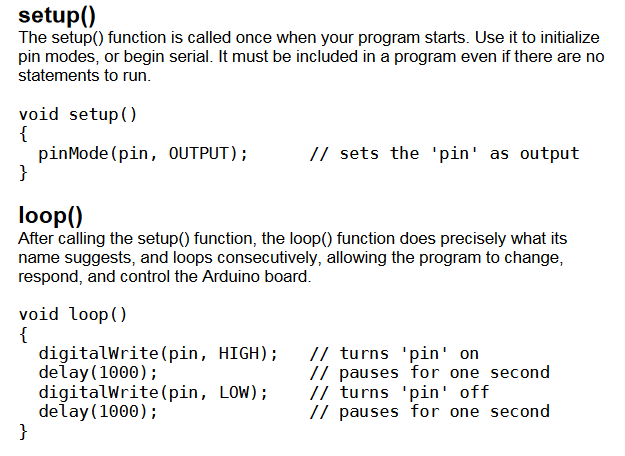 setup()
The setup() function is called once when your program starts. Use it to initialize
pin modes, or begin serial. It must be included in a program even if there are no
statements to run.
void setup()
{
  pinMode(pin, OUTPUT);      // sets the 'pin' as output
}
loop()
After calling the setup() function, the loop() function does precisely what its
name suggests, and loops consecutively, allowing the program to change,
respond, and control the Arduino board.
void loop()
{
  digitalWrite(pin, HIGH);   // turns 'pin' on
  delay(1000);               // pauses for one second
  digitalWrite(pin, LOW);    // turns 'pin' off
  delay(1000);               // pauses for one second
}